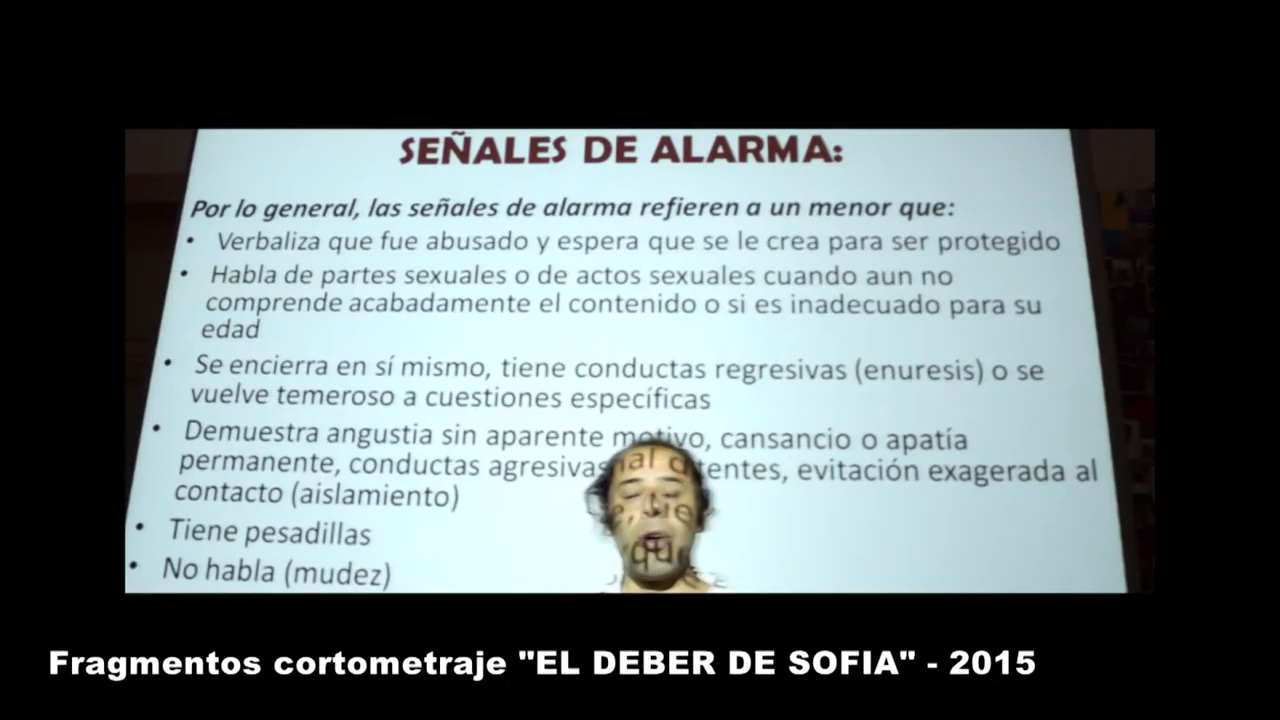 SEÑALES DE ALARMA:
Por lo general, las señales de alarma refieren a un menor que:
• Verbaliza que fue abusado y espera que se le crea para ser protegido
• Habla de partes sexuales o de actos sexuales cuando aun no
comprende acabadamente el contenido o si es inadecuado para su
edad
• Se encierra en sí mismo, tiene conductas regresivas (enuresis) o se
vuelve temeroso a cuestiones específicas
• Demuestra angustia sin aparente motivo, cansancio o apatía
permanente, conductas agresivas evitación exagerada al
contacto (aislamiento)
• Tiene pesadillas
• No habla (mudez)
Fragmentos cortometraje "EL DEBER DE SOFIA" - 2015